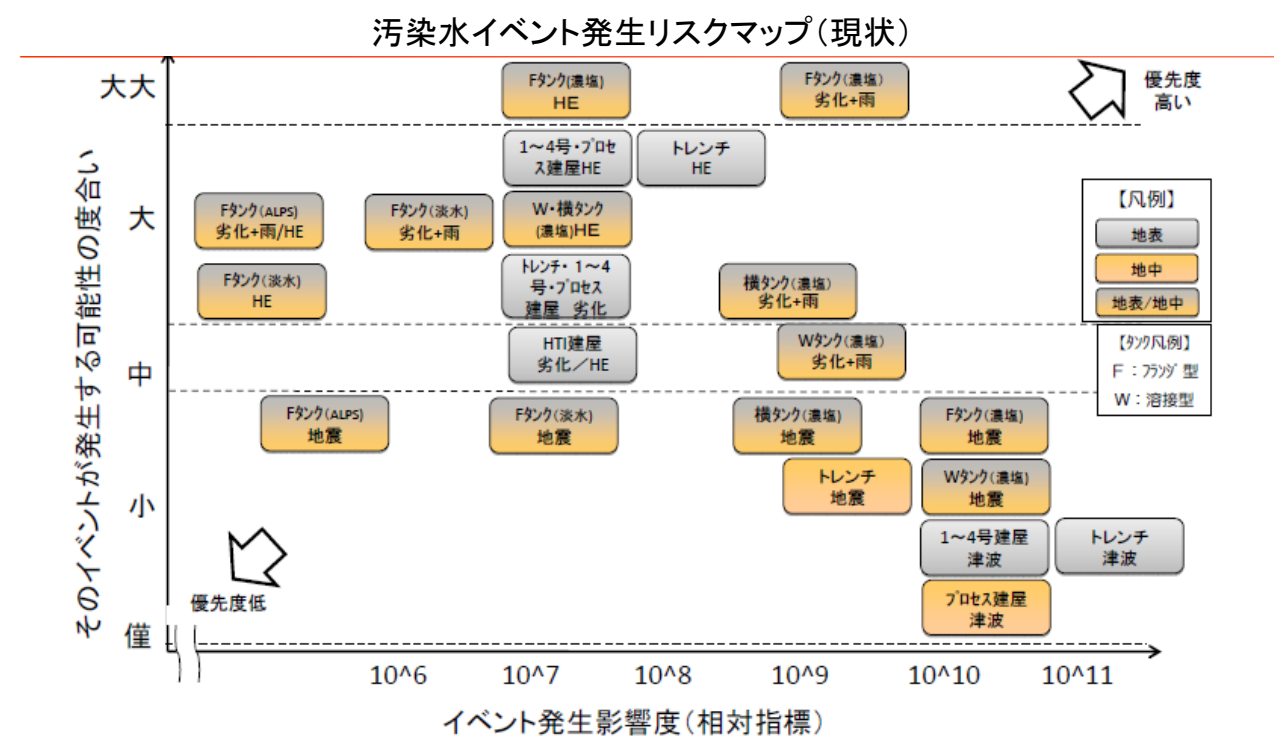 汚染水イベント発生リスクマップ（現状）
そのイベントが発生する可能性の度合い
大大
大
中
小
僅
Fタンク(濃塩)
HE
Fタンク(濃塩)
劣化+雨
優先度
高い
1～4号・プロセ
ス建屋HE
トレンチ
HE
Fタンク(ALPS)
劣化+雨/HE
Fタンク(淡水)
劣化+雨
W・横タンク
(濃塩)HE
Fタンク(淡水)
HE
トレンチ・1～4
号・プロセス
建屋 劣化
横タンク(濃塩)
劣化+雨
HTI建屋
劣化／HE
Wタンク(濃塩)
劣化+雨
Fタンク(ALPS)
地震
Fタンク(淡水)
地震
横タンク(濃塩)
地震
Fタンク(濃塩)
地震
トレンチ
地震
Wタンク(濃塩)
地震
1～4号建屋
津波
トレンチ
津波
プロセス建屋
津波
優先度低
【凡例】
地表
地中
地表/地中
【タンク凡例】
F：フランジ型
W：溶接型
10^6
10^7
10^8
10^9
10^10
10^11
イベント発生影響度（相対指標）